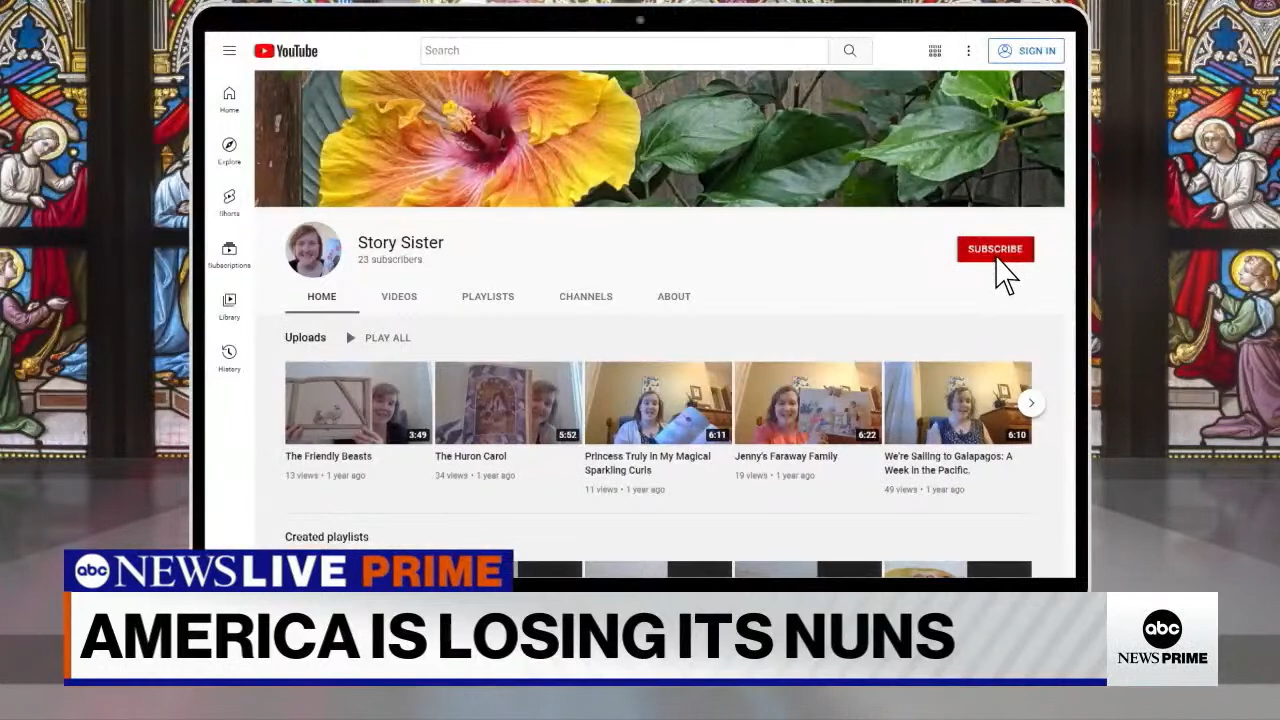 YouTube
Search
SIGN IN
Home
Explore
Shorts
Subscriptions
Library
History
Story Sister
23 subscribers
SUBSCRIBE
HOME VIDEOS PLAYLISTS CHANNELS ABOUT
Uploads PLAY ALL
3:49 5:52 6:11 6:22 6:10
The Friendly Beasts
13 views • 1 year ago
The Huron Carol
34 views • 1 year ago
Princess Truly in My Magical
Sparkling Curls
11 views • 1 year ago
Jenny's Faraway Family
19 views • 1 year ago
We're Sailing to Galapagos: A
Week in the Pacific.
49 views • 1 year ago
Created playlists
abc NEWS LIVE PRIME
AMERICA IS LOSING ITS NUNS
abc
NEWS PRIME